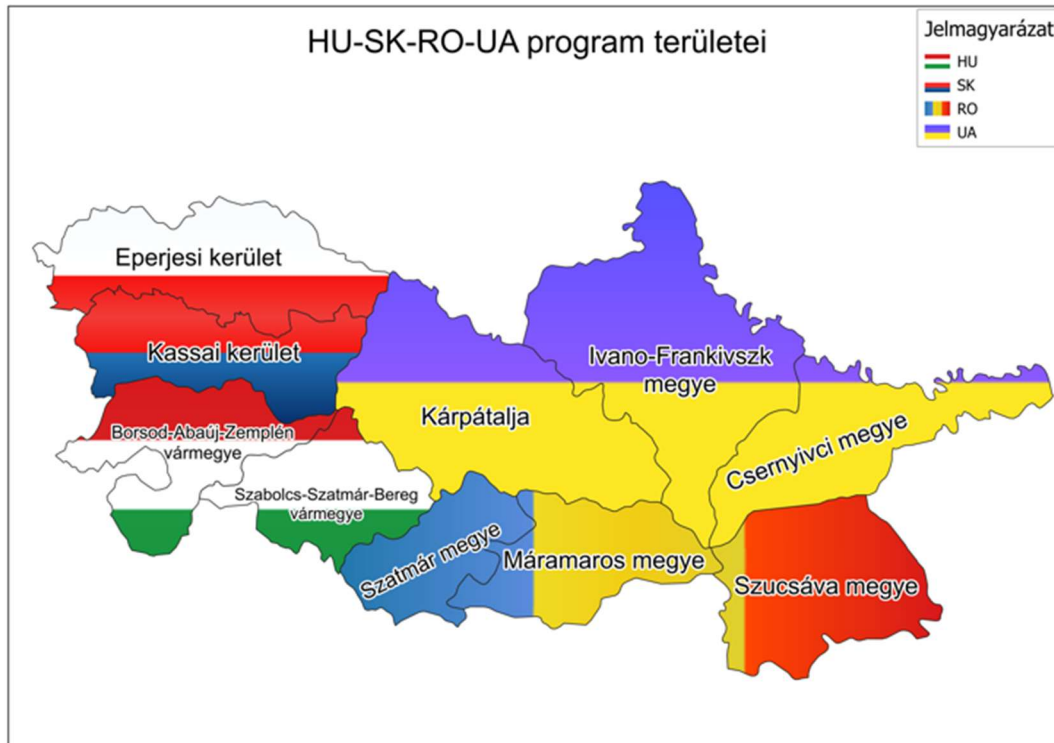 HU-SK-RO-UA program területei
Jelmagyarázat
HU
SK
RO
UA
Eperjesi kerület
Kassai kerület
Ivano-Frankivszk
megye
Kárpátalja
Borsod-Abaúj-Zemplén
vármegye
Csernyivci megye
Szabolcs-Szatmár-Bereg
vármegye
Szatmár megye
Máramaros megye
Szucsáva megye